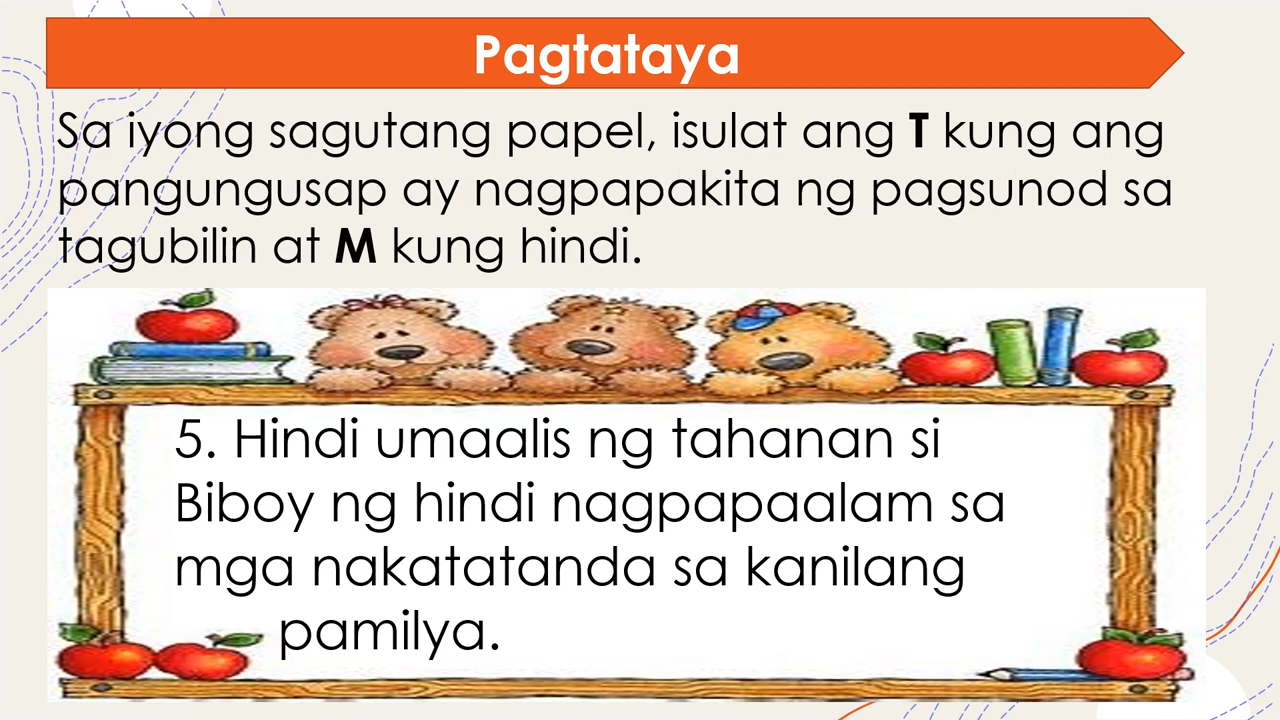 Pagtataya
Sa iyong sagutang papel, isulat ang T kung ang
pangungusap ay nagpapakita ng pagsunod sa
tagubilin at M kung hindi.
5. Hindi umaalis ng tahanan si
Biboy ng hindi nagpapaalam sa
mga nakatatanda sa kanilang
pamilya.